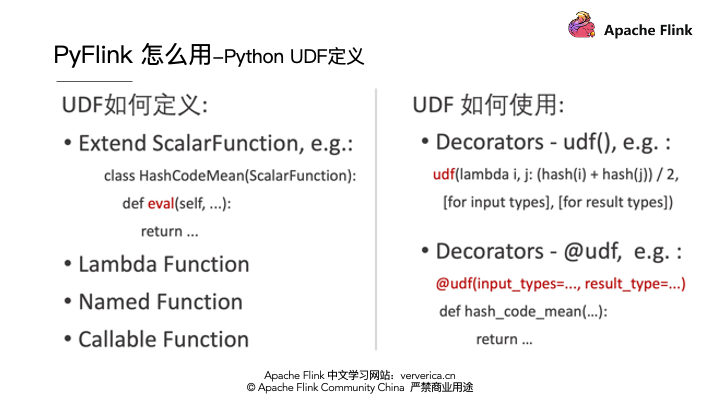 Apache Flink
PyFlink 怎么用-Python UDF定义
UDF如何定义:
• Extend ScalarFunction, e.g.:
class HashCodeMean(ScalarFunction):
def eval(self, ...):
return ...
• Lambda Function
• Named Function
• Callable Function
UDF 如何使用:
• Decorators - udf(), e.g. :
udf(lambda i, j: (hash(i) + hash(j)) / 2,
[for input types], [for result types])
• Decorators - @udf, e.g. :
@udf(input_types=..., result_type=...)
def hash_code_mean(…):
return …
Apache Flink 中文学习网站：ververica.cn
© Apache Flink Community China 严禁商业用途